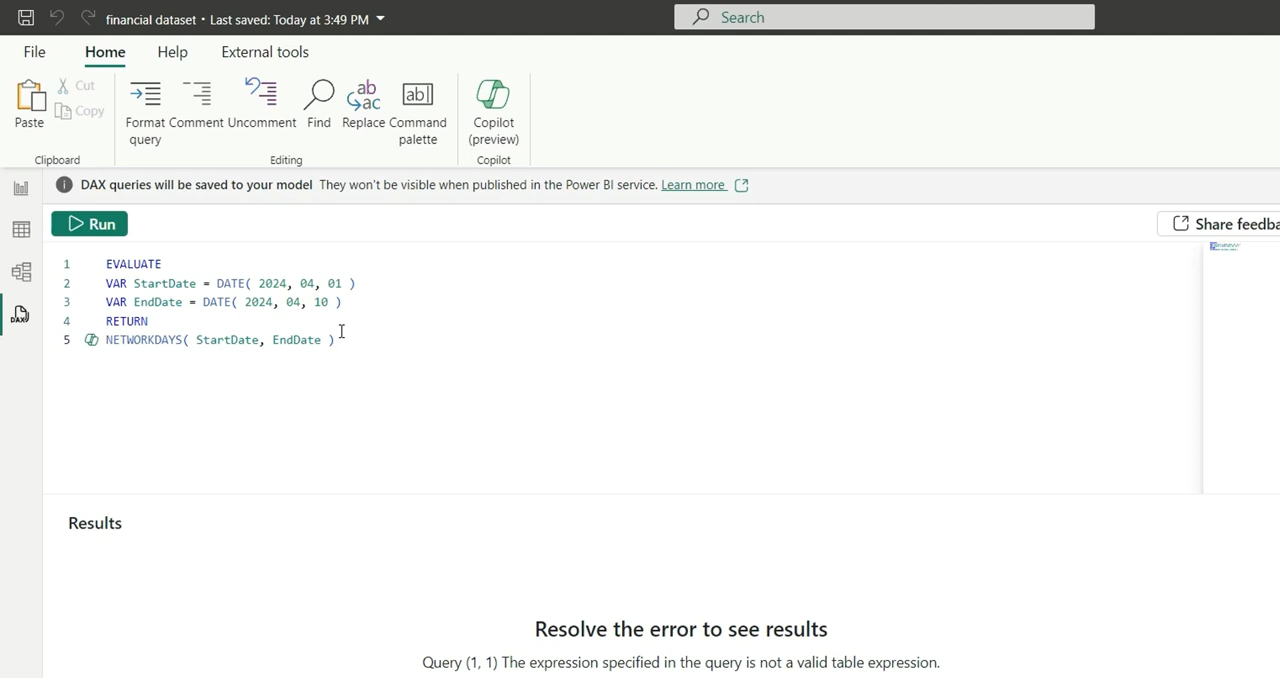 financial dataset • Last saved: Today at 3:49 PM
Search
File Home Help External tools
Paste
Cut
Copy
Format query
Comment
Uncomment
Find
Replace
Command palette
Copilot (preview)
Clipboard
Editing
Copilot
DAX queries will be saved to your model They won't be visible when published in the Power BI service. Learn more
Run
Share feedba
1 EVALUATE
2 VAR StartDate = DATE( 2024, 04, 01 )
3 VAR EndDate = DATE( 2024, 04, 10 )
4 RETURN
5 NETWORKDAYS( StartDate, EndDate )
DAX
Results
Resolve the error to see results
Query (1, 1) The expression specified in the query is not a valid table expression.